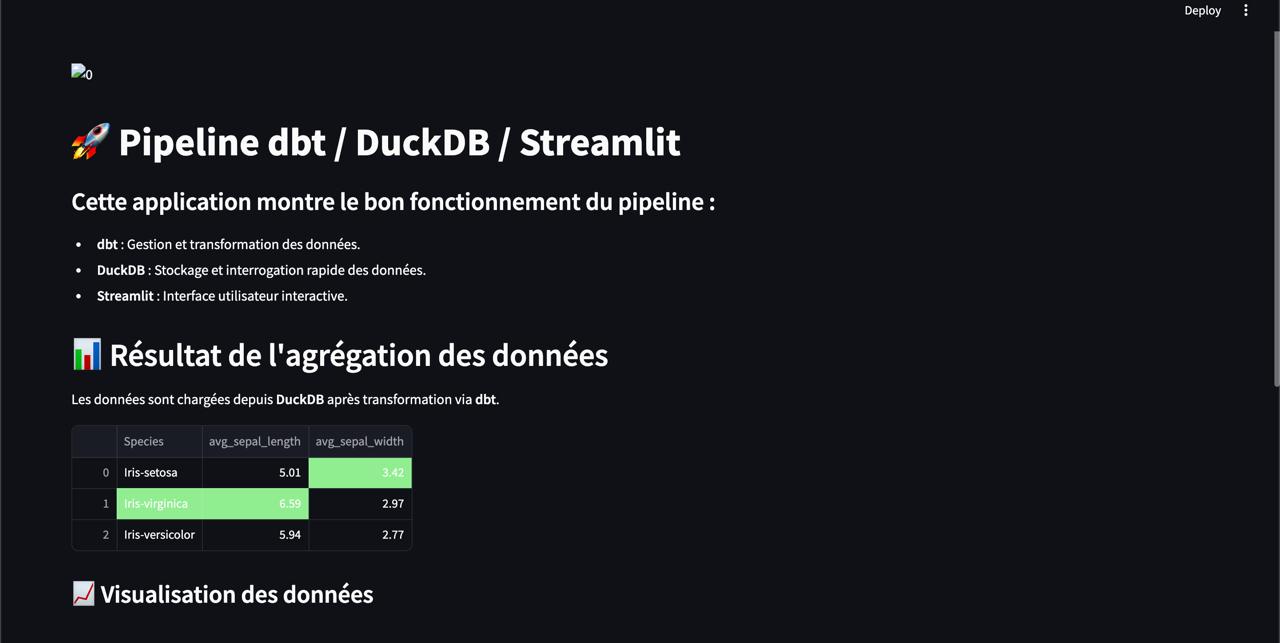 Deploy
0
🚀 Pipeline dbt / DuckDB / Streamlit
Cette application montre le bon fonctionnement du pipeline :
• dbt : Gestion et transformation des données.
• DuckDB : Stockage et interrogation rapide des données.
• Streamlit : Interface utilisateur interactive.
📊 Résultat de l'agrégation des données
Les données sont chargées depuis DuckDB après transformation via dbt.
Species avg_sepal_length avg_sepal_width
0 Iris-setosa 5.01 3.42
1 Iris-virginica 6.59 2.97
2 Iris-versicolor 5.94 2.77
📈 Visualisation des données